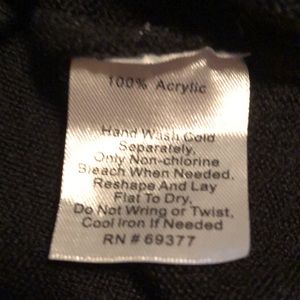 100% Acrylic
Hand Wash Cold
Separately.
Only Non-chlorine
Bleach When Needed.
Reshape And Lay
Flat To Dry.
Do Not Wring or Twist,
Cool Iron If Needed
RN # 69377